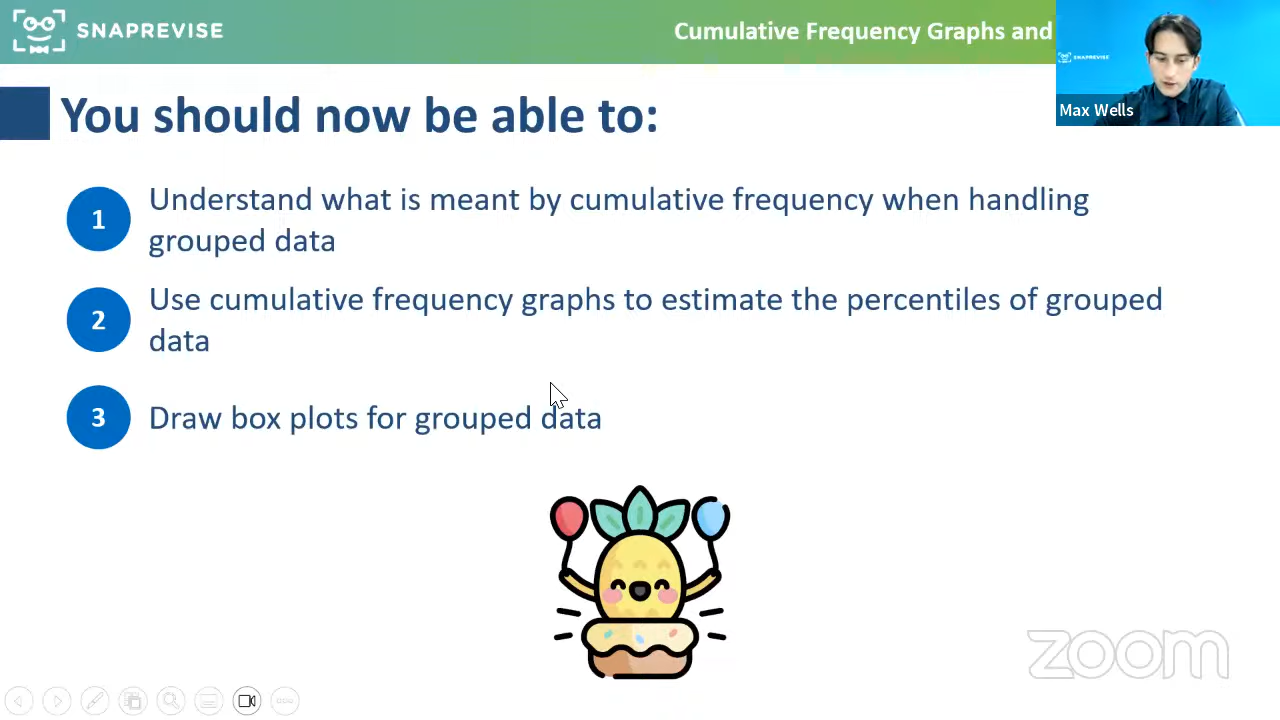 SNAPREVISE
Cumulative Frequency Graphs and
SNAPREVISE
Max Wells
You should now be able to:
1
Understand what is meant by cumulative frequency when handling
grouped data
2
Use cumulative frequency graphs to estimate the percentiles of grouped
data
3
Draw box plots for grouped data
zoom